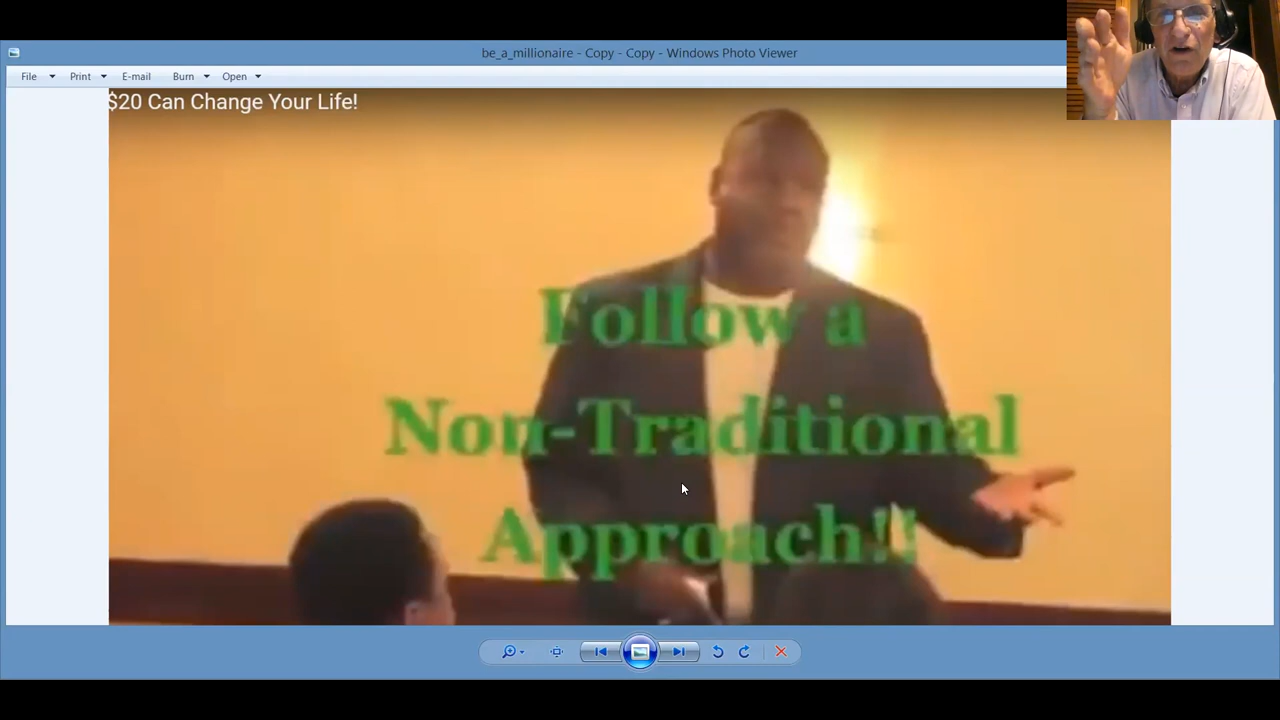 be_a_millionaire - Copy - Copy - Windows Photo Viewer
File Print E-mail Burn Open
$20 Can Change Your Life!
Follow a
Non-Traditional
Approach!!